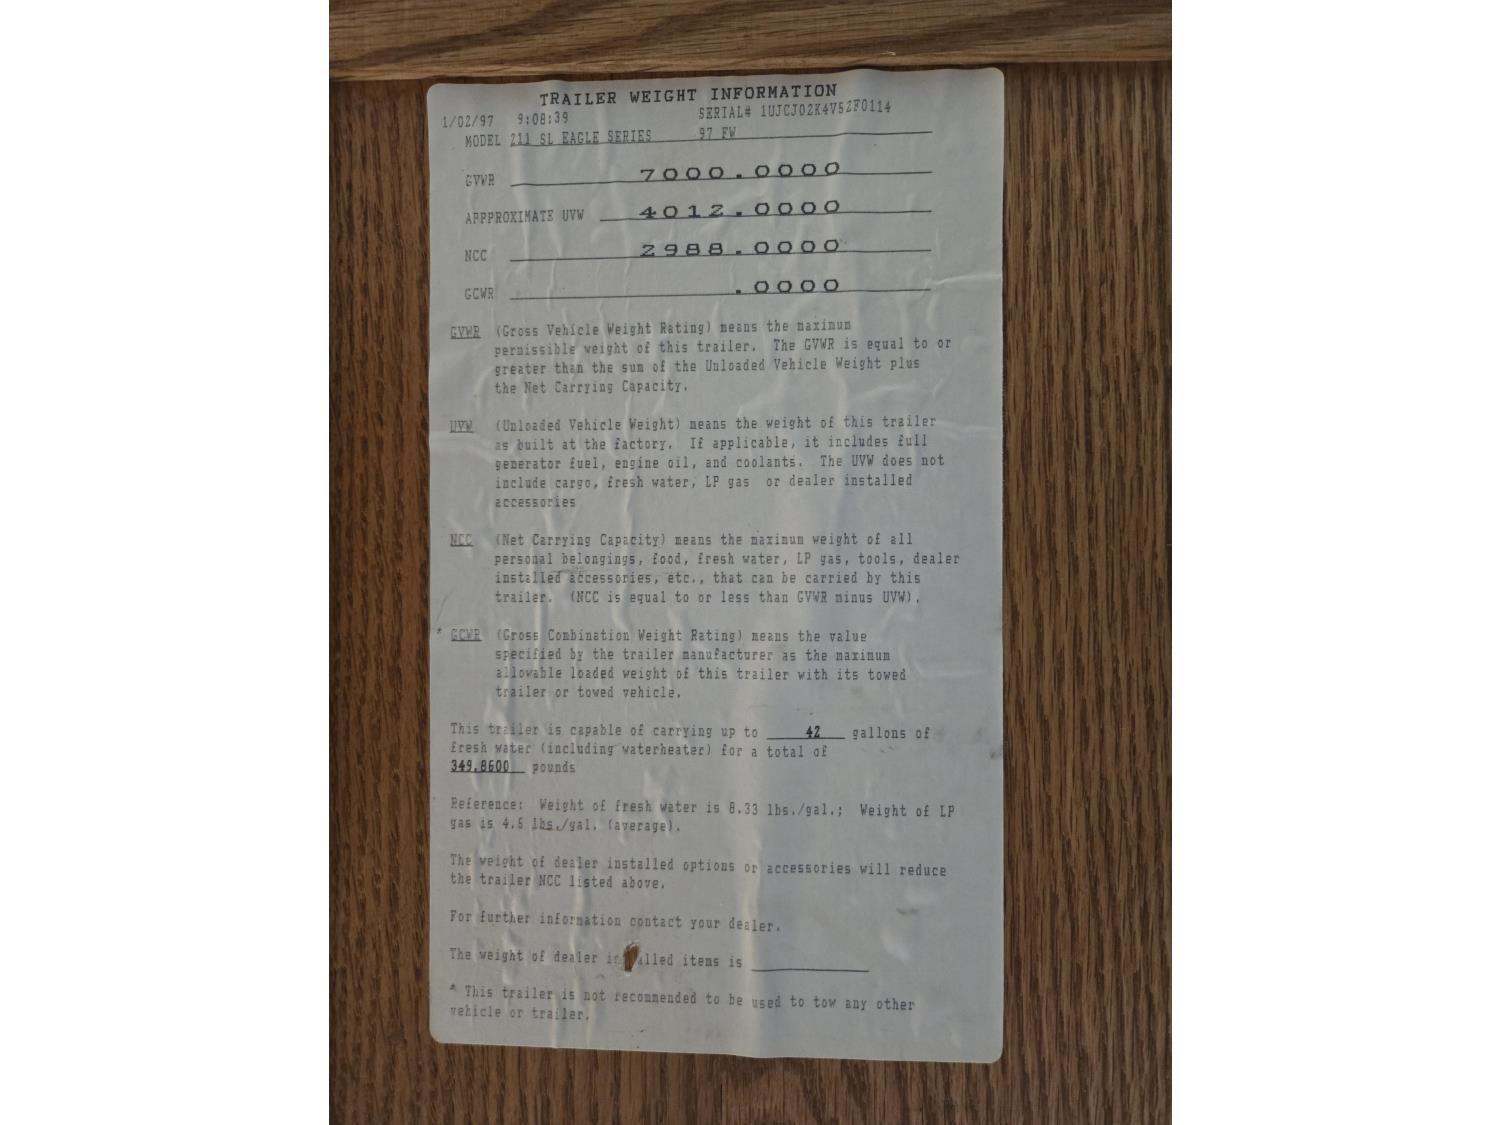 TRAILER WEIGHT INFORMATION
1/02/97 9:08:39 SERIAL# 1UJCJ02K4V52F0114
MODEL 211 SL EAGLE SERIES 97 FW
GVWR 7000.0000
APPPROXIMATE UVW 4012.0000
NCC 2988.0000
GCWR .0000
GVWR (Gross Vehicle Weight Rating) means the maximum
permissible weight of this trailer. The GVWR is equal to or
greater than the sum of the Unloaded Vehicle Weight plus
the Net Carrying Capacity.
UVW (Unloaded Vehicle Weight) means the weight of this trailer
as built at the factory. If applicable, it includes full
generator fuel, engine oil, and coolants. The UVW does not
include cargo, fresh water, LP gas or dealer installed
accessories
NCC (Net Carrying Capacity) means the maximum weight of all
personal belongings, food, fresh water, LP gas, tools, dealer
installed accessories, etc., that can be carried by this
trailer. (NCC is equal to or less than GVWR minus UVW).
* GCWR (Gross Combination Weight Rating) means the value
specified by the trailer manufacturer as the maximum
allowable loaded weight of this trailer with its towed
trailer or towed vehicle.
This trailer is capable of carrying up to 42 gallons of
fresh water (including waterheater) for a total of
349.8600 pounds
Reference: Weight of fresh water is 8.33 lbs./gal.; Weight of LP
gas is 4.5 lbs./gal. (average).
The weight of dealer installed options or accessories will reduce
the trailer NCC listed above.
For further information contact your dealer.
The weight of dealer items is
* This trailer is not recommended to be used to tow any other
vehicle or trailer.